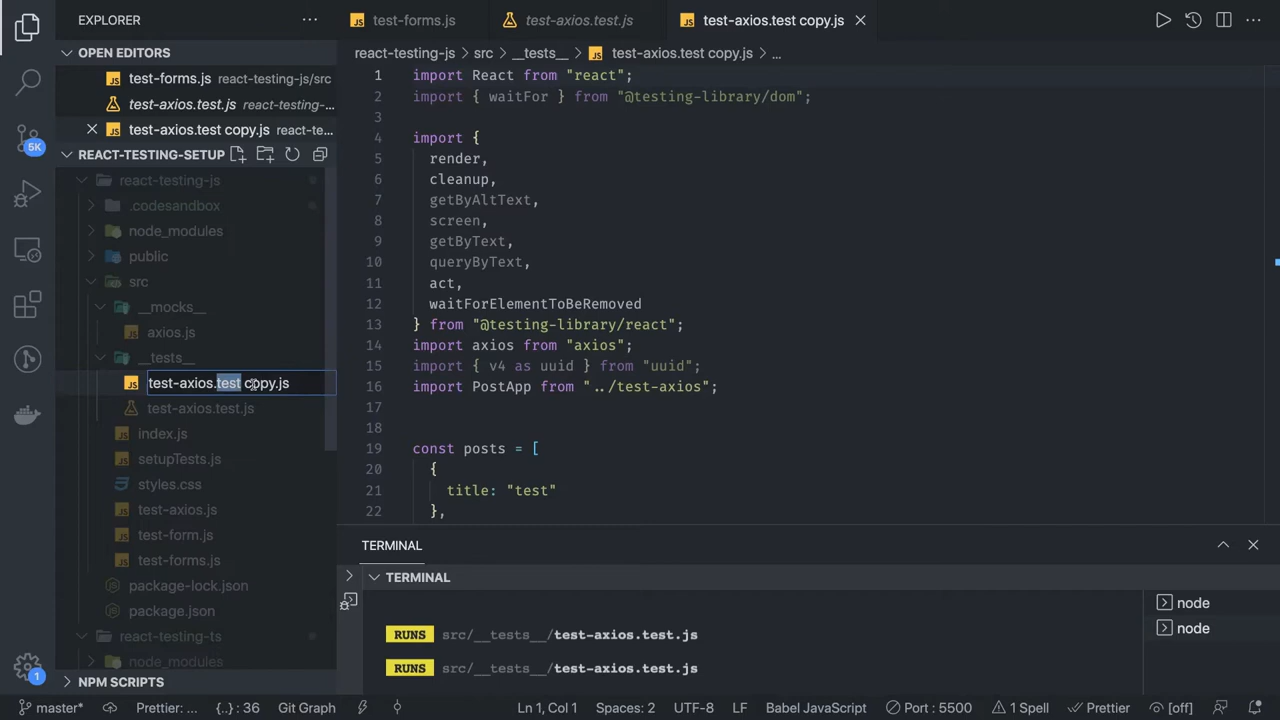 EXPLORER
OPEN EDITORS
test-forms.js react-testing-js/src
test-axios.test.js react-testing-...
test-axios.test copy.js react-te...
REACT-TESTING-SETUP
react-testing-js
.codesandbox
node_modules
public
src
__mocks__
axios.js
__tests__
test-axios.test copy.js
test-axios.test.js
index.js
setupTests.js
styles.css
test-axios.js
test-form.js
test-forms.js
package-lock.json
package.json
react-testing-ts
node_modules
NPM SCRIPTS
5K
1
test-forms.js test-axios.test.js test-axios.test copy.js
react-testing-js > src > __tests__ > test-axios.test copy.js > ...
1 import React from "react";
2 import { waitFor } from "@testing-library/dom";
3
4 import {
5 render,
6 cleanup,
7 getByAltText,
8 screen,
9 getByText,
10 queryByText,
11 act,
12 waitForElementToBeRemoved
13 } from "@testing-library/react";
14 import axios from "axios";
15 import { v4 as uuid } from "uuid";
16 import PostApp from "../test-axios";
17
18
19 const posts = [
20 {
21 title: "test"
22 },
TERMINAL
TERMINAL
RUNS src/__tests__/test-axios.test.js
RUNS src/__tests__/test-axios.test.js
node
node
master* Prettier: ... {..} : 36 Git Graph Ln 1, Col 1 Spaces: 2 UTF-8 LF Babel JavaScript Port : 5500 1 Spell Prettier [off]